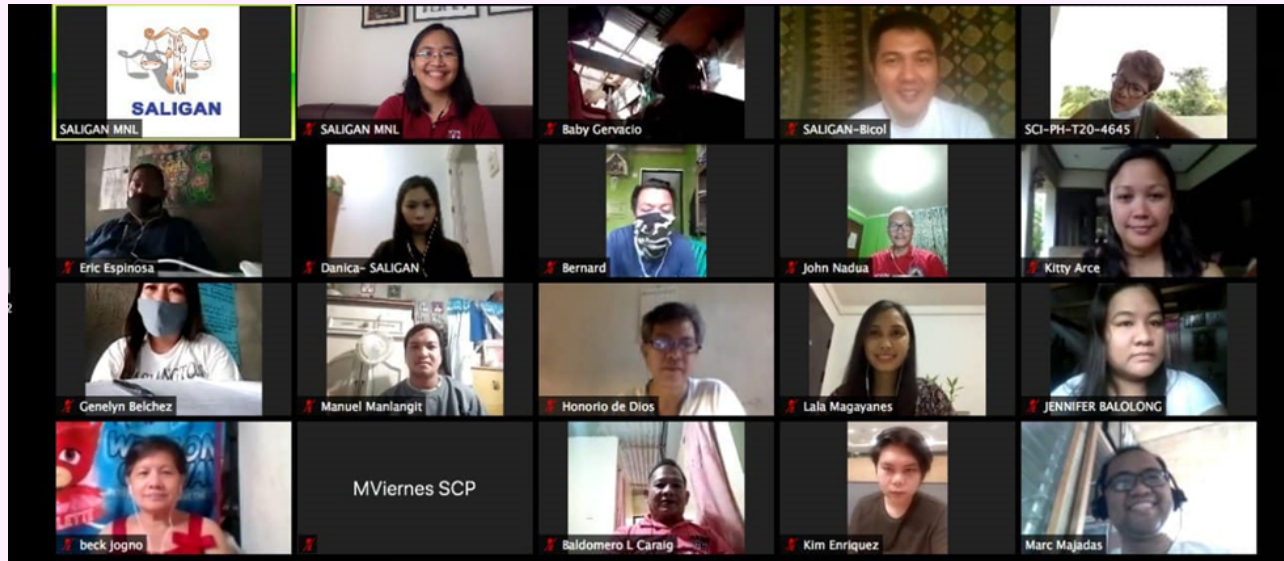 SALIGAN
SALIGAN MNL
SALIGAN MNL
Baby Gervacio
SALIGAN-Bicol
SCI-PH-T20-4645
Eric Espinosa
Danica- SALIGAN
Bernard
John Nadua
Kitty Arce
Genelyn Belchez
Manuel Manlangit
Honorio de Dios
Lala Magayanes
JENNIFER BALOLONG
beck jogno
MViernes SCP
Baldomero L Caraig
Kim Enriquez
Marc Majadas
2